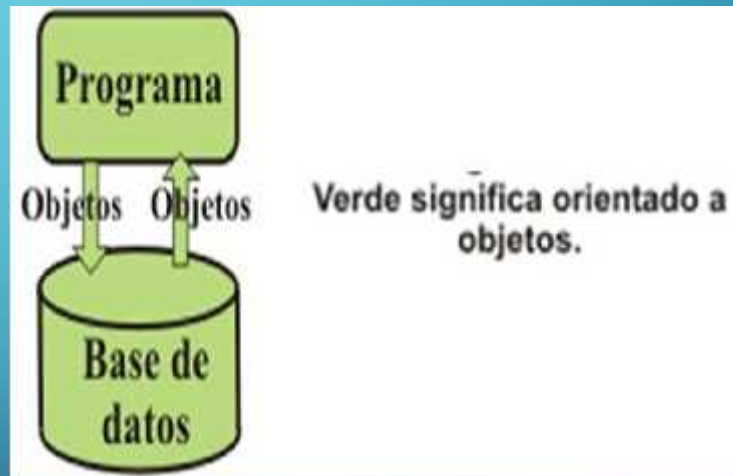 Programa
Objetos Objetos
Base de
datos
Verde significa orientado a
objetos.